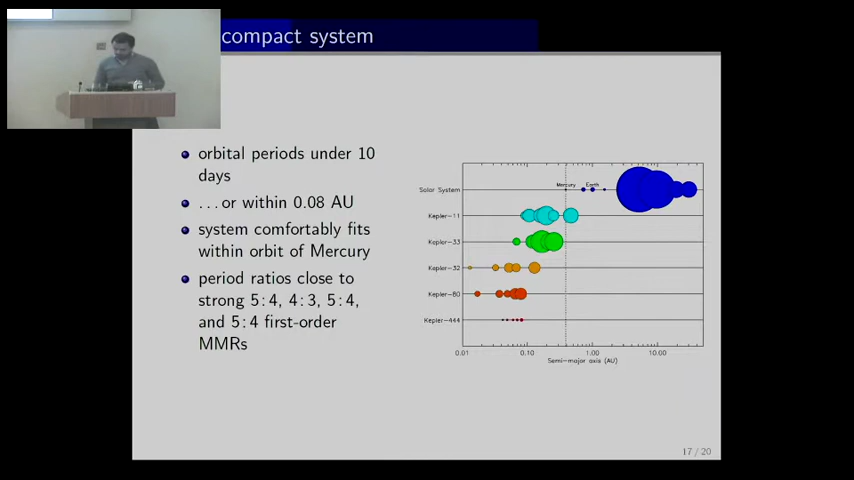 compact system
orbital periods under 10
days
...or within 0.08 AU
system comfortably fits
within orbit of Mercury
period ratios close to
strong 5:4, 4:3, 5:4,
and 5:4 first-order
MMRs
Mercury Earth
Solar System
Kepler-11
Kepler-33
Kepler-32
Kepler-80
Kepler-444
0.01 0.10 1.00 10.00
Semi-major axis (AU)
17 / 20